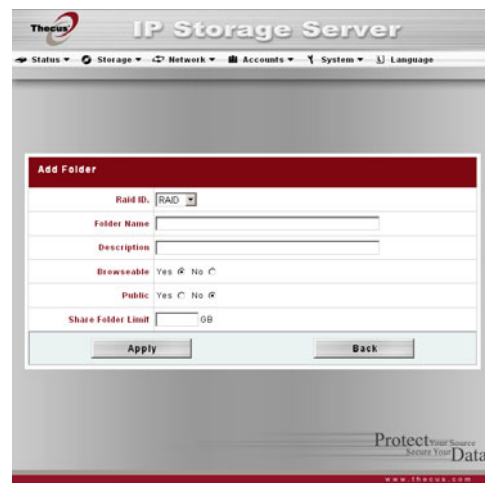 Thecus
IP Storage Server
Status Storage Network Accounts System Language
Add Folder
Raid ID. RAID
Folder Name
Description
Browseable Yes No
Public Yes No
Share Folder Limit GB
Apply Back
Protect Your Source
Secure Your Data
www.thecus.com